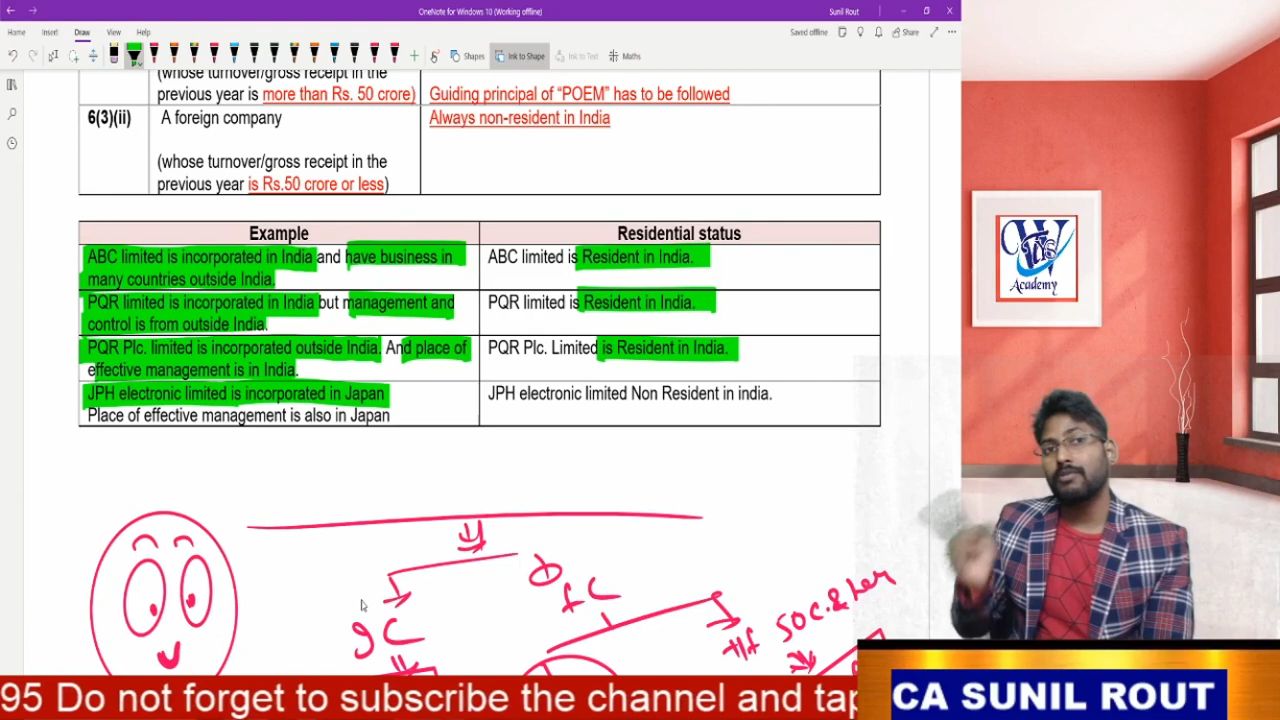 OneNote for Windows 10 (Working offline)
Sunil Rout
Home Insert Draw View Help
Saved offline
Share
Shapes
Ink to Shape
Ink to Text
Maths
(whose turnover/gross receipt in the
previous year is more than Rs. 50 crore)
Guiding principal of “POEM” has to be followed
6(3)(ii)
A foreign company
Always non-resident in India
(whose turnover/gross receipt in the
previous year is Rs.50 crore or less)
Example
Residential status
ABC limited is incorporated in India and have business in
many countries outside India.
ABC limited is Resident in India.
PQR limited is incorporated in India but management and
control is from outside India.
PQR limited is Resident in India.
PQR Plc. limited is incorporated outside India. And place of
effective management is in India.
PQR Plc. Limited is Resident in India.
JPH electronic limited is incorporated in Japan
Place of effective management is also in Japan
JPH electronic limited Non Resident in india.
fC
T/f
Academy
95 Do not forget to subscribe the channel and tap
CA SUNIL ROUT